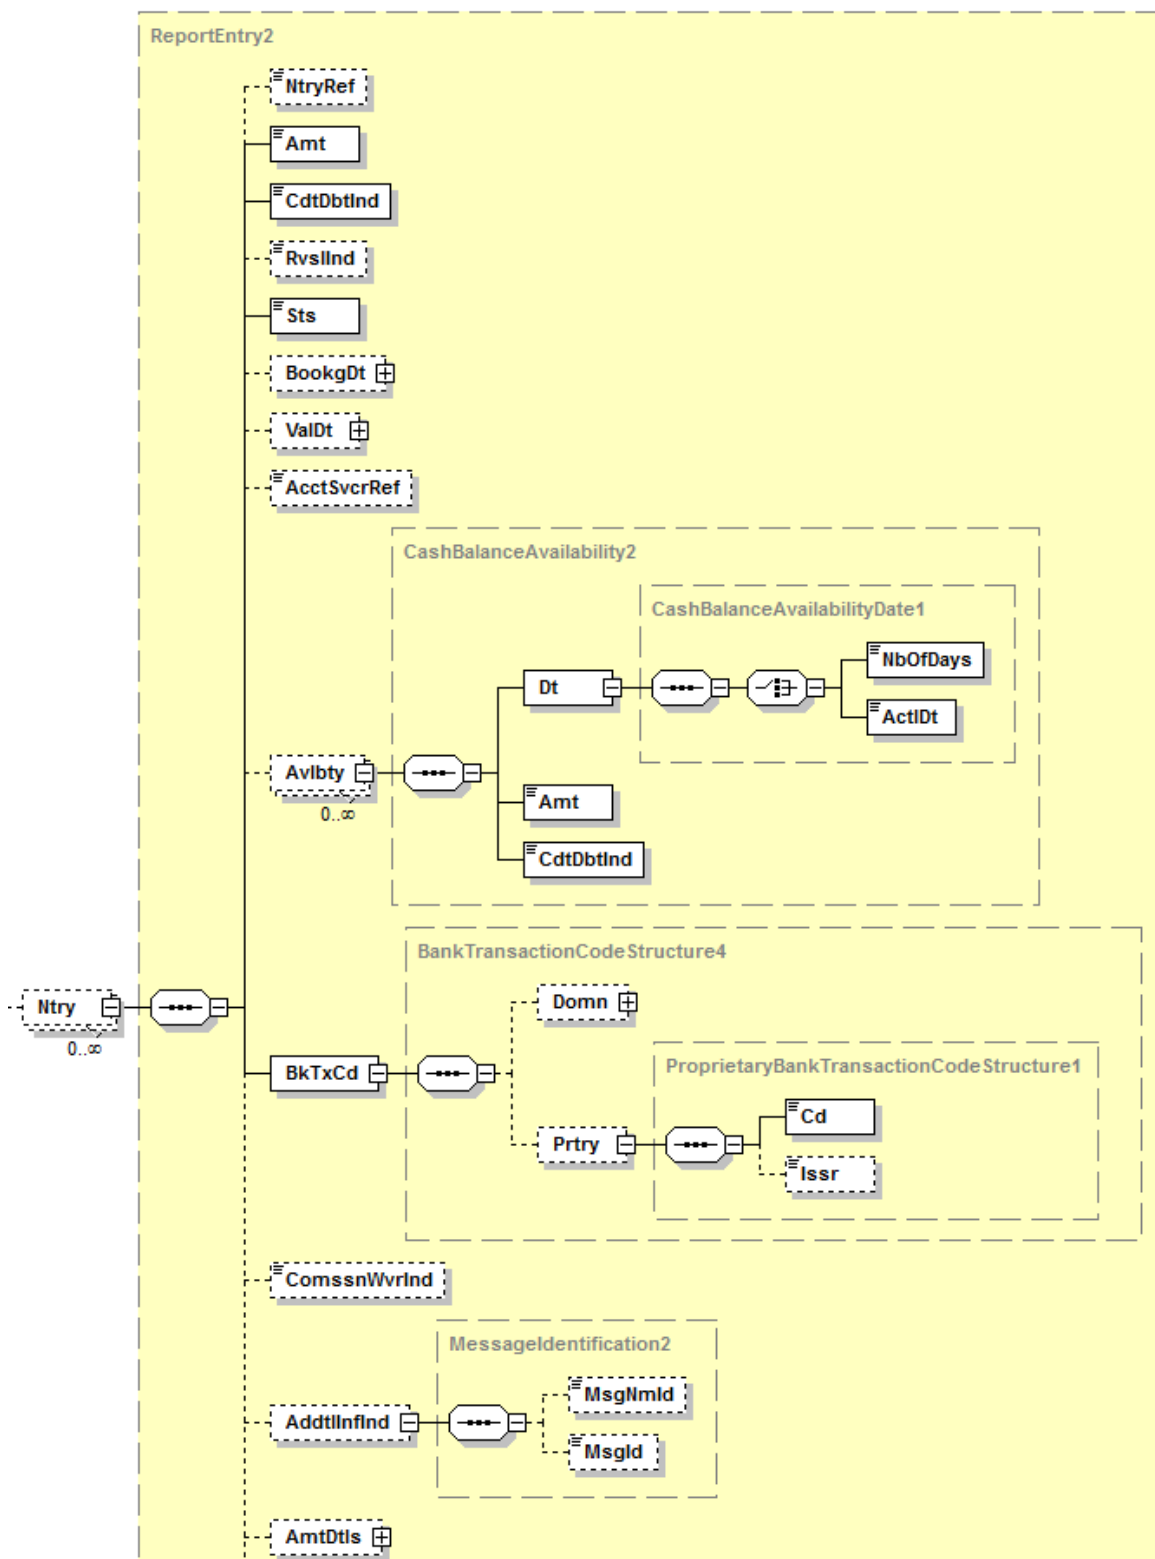 ReportEntry2
NtryRef
Amt
CdtDbtInd
RvslInd
Sts
BookgDt
ValDt
AcctSvcrRef
CashBalanceAvailability2
CashBalanceAvailabilityDate1
NbOfDays
Dt
ActlDt
Avlbty
0..∞
Amt
CdtDbtInd
BankTransactionCodeStructure4
Ntry
0..∞
Domn
BkTxCd
ProprietaryBankTransactionCodeStructure1
Cd
Prtry
Issr
ComssnWvrInd
MessageIdentification2
MsgNmId
AddtlInfInd
MsgId
AmtDtls